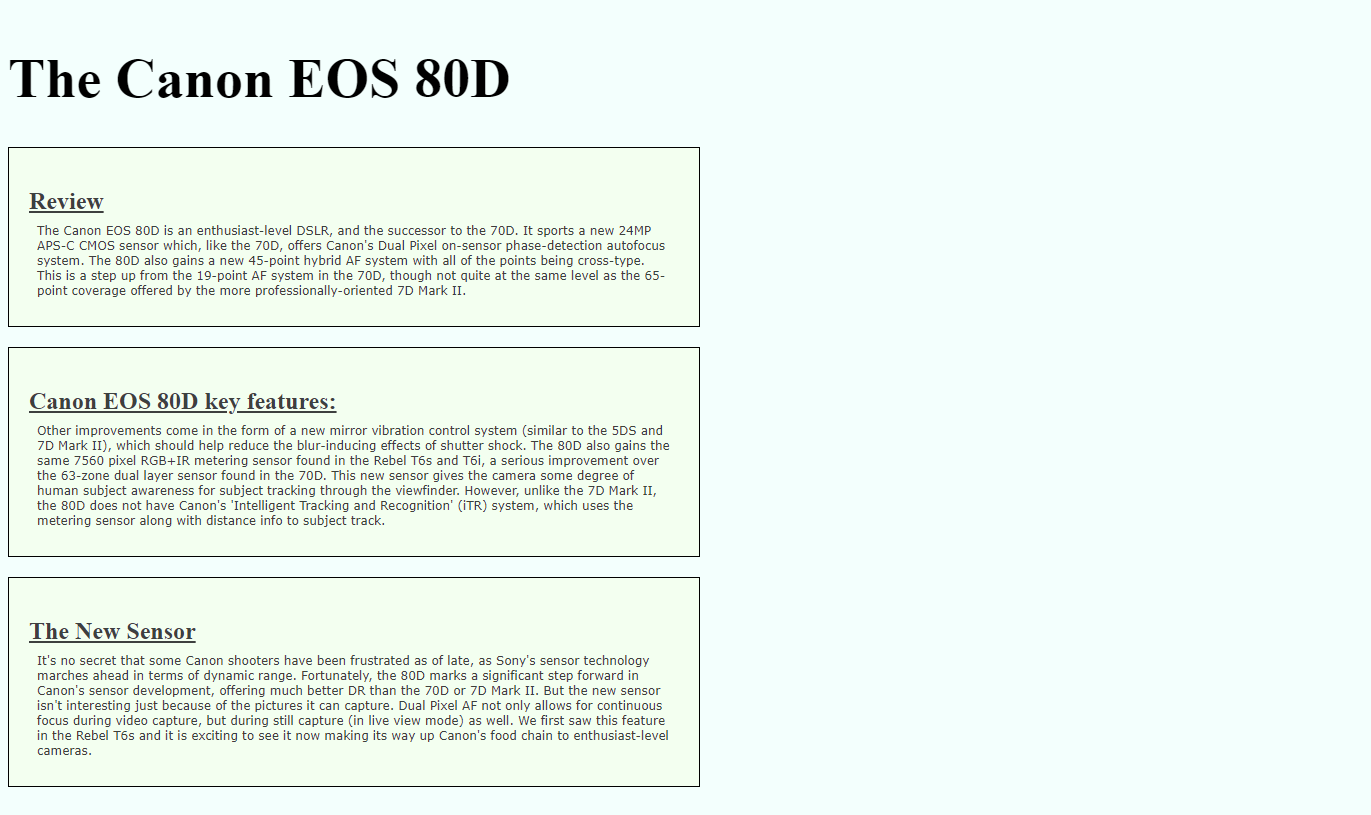 The Canon EOS 80D
Review
The Canon EOS 80D is an enthusiast-level DSLR, and the successor to the 70D. It sports a new 24MP
APS-C CMOS sensor which, like the 70D, offers Canon's Dual Pixel on-sensor phase-detection autofocus
system. The 80D also gains a new 45-point hybrid AF system with all of the points being cross-type.
This is a step up from the 19-point AF system in the 70D, though not quite at the same level as the 65-
point coverage offered by the more professionally-oriented 7D Mark II.
Canon EOS 80D key features:
Other improvements come in the form of a new mirror vibration control system (similar to the 5DS and
7D Mark II), which should help reduce the blur-inducing effects of shutter shock. The 80D also gains the
same 7560 pixel RGB+IR metering sensor found in the Rebel T6s and T6i, a serious improvement over
the 63-zone dual layer sensor found in the 70D. This new sensor gives the camera some degree of
human subject awareness for subject tracking through the viewfinder. However, unlike the 7D Mark II,
the 80D does not have Canon's 'Intelligent Tracking and Recognition' (iTR) system, which uses the
metering sensor along with distance info to subject track.
The New Sensor
It's no secret that some Canon shooters have been frustrated as of late, as Sony's sensor technology
marches ahead in terms of dynamic range. Fortunately, the 80D marks a significant step forward in
Canon's sensor development, offering much better DR than the 70D or 7D Mark II. But the new sensor
isn't interesting just because of the pictures it can capture. Dual Pixel AF not only allows for continuous
focus during video capture, but during still capture (in live view mode) as well. We first saw this feature
in the Rebel T6s and it is exciting to see it now making its way up Canon's food chain to enthusiast-level
cameras.